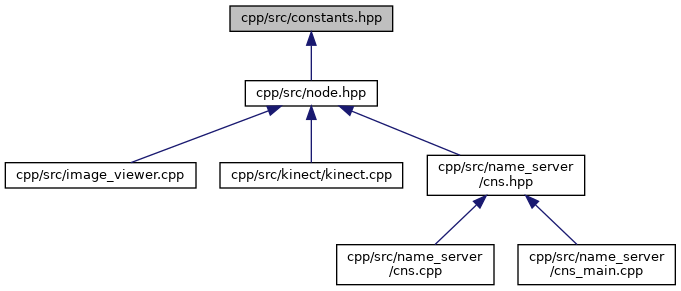 cpp/src/constants.hpp
cpp/src/node.hpp
cpp/src/image_viewer.cpp
cpp/src/kinect/kinect.cpp
cpp/src/name_server
/cns.hpp
cpp/src/name_server
/cns.cpp
cpp/src/name_server
/cns_main.cpp